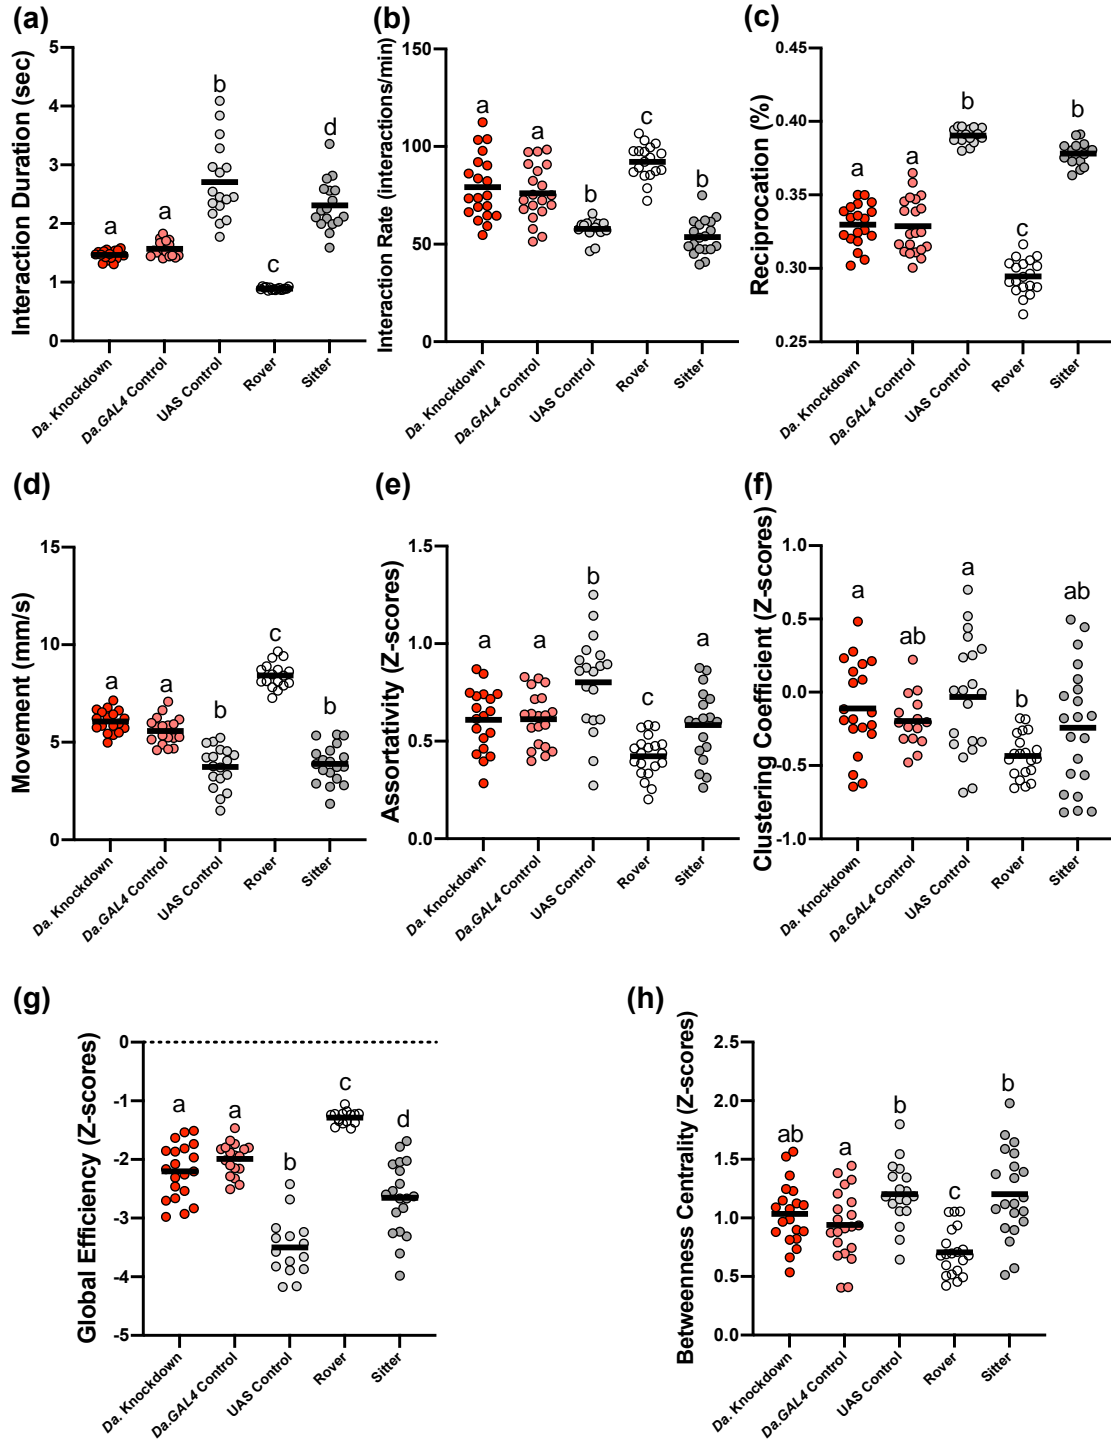 (a)
Interaction Duration (sec)
5
4
3
2
1
0
a
a
b
c
d
Da. Knockdown
Da.GAL4 Control
UAS Control
Rover
Sitter
(b)
Interaction Rate (interactions/min)
150
100
50
0
a
a
b
c
b
Da. Knockdown
Da.GAL4 Control
UAS Control
Rover
Sitter
(c)
Reciprocation (%)
0.45
0.40
0.35
0.30
0.25
a
a
b
c
b
Da. Knockdown
Da.GAL4 Control
UAS Control
Rover
Sitter
(d)
Movement (mm/s)
15
10
5
0
a
a
b
c
b
Da. Knockdown
Da.GAL4 Control
UAS Control
Rover
Sitter
(e)
Assortativity (Z-scores)
1.5
1.0
0.5
0.0
a
a
b
c
a
Da. Knockdown
Da.GAL4 Control
UAS Control
Rover
Sitter
(f)
Clustering Coefficient (Z-scores)
1.0
0.5
0.0
-0.5
-1.0
a
ab
a
b
ab
Da. Knockdown
Da.GAL4 Control
UAS Control
Rover
Sitter
(g)
Global Efficiency (Z-scores)
0
-1
-2
-3
-4
-5
a
a
b
c
d
Da. Knockdown
Da.GAL4 Control
UAS Control
Rover
Sitter
(h)
Betweenness Centrality (Z-scores)
2.5
2.0
1.5
1.0
0.5
0.0
ab
a
b
c
b
Da. Knockdown
Da.GAL4 Control
UAS Control
Rover
Sitter